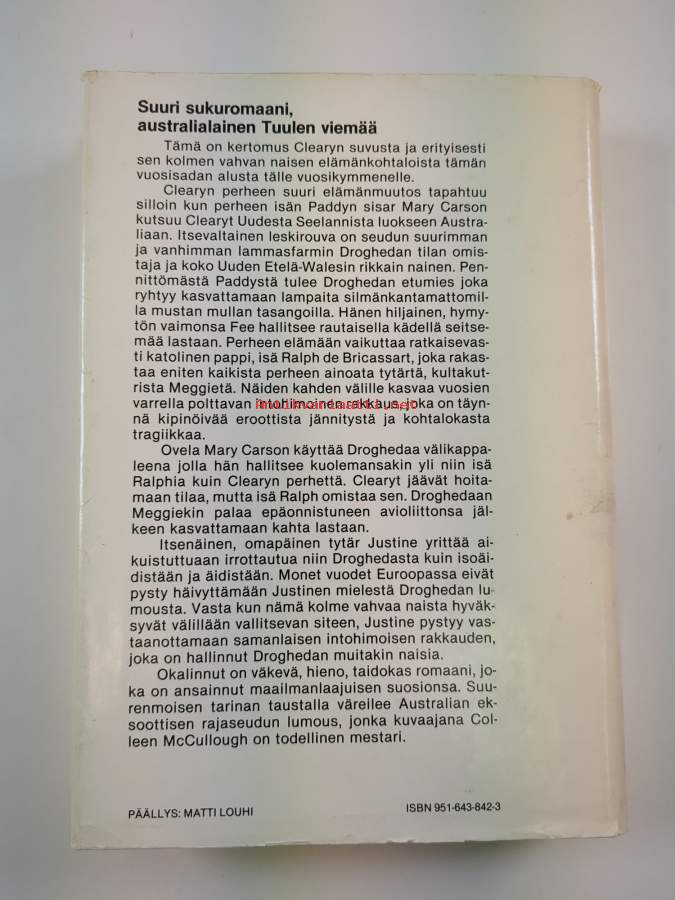 Suuri sukuromaani,
australialainen Tuulen viemää
Tämä on kertomus Clearyn suvusta ja erityisesti
sen kolmen vahvan naisen elämänkohtaloista tämän
vuosisadan alusta tälle vuosikymmenelle.
Clearyn perheen suuri elämänmuutos tapahtuu
silloin kun perheen isän Paddyn sisar Mary Carson
kutsuu Clearyt Uudesta Seelannista luokseen Austra-
liaan. Itsevaltainen leskirouva on seudun suurimman
ja vanhimman lammasfarmin Droghedan tilan omis-
taja ja koko Uuden Etelä-Walesin rikkain nainen. Pen-
nittömästä Paddystä tulee Droghedan etumies joka
ryhtyy kasvattamaan lampaita silmänkantamattomil-
la mustan mullan tasangoilla. Hänen hiljainen, hymy-
tön vaimonsa Fee hallitsee rautaisella kädellä seitse-
mää lastaan. Perheen elämään vaikuttaa ratkaisevas-
ti katolinen pappi, isä Ralph de Bricassart, joka rakas-
taa eniten kaikista perheen ainoata tytärtä, kultakut-
rista Meggietä. Näiden kahden välille kasvaa vuosien
varrella polttavan intohimoinen rakkaus, joka on täyn-
nä kipinöivää eroottista jännitystä ja kohtalokasta
tragiikkaa.
Ovela Mary Carson käyttää Droghedaa välikappa-
leena jolla hän hallitsee kuolemansakin yli niin isä
Ralphia kuin Clearyn perhettä. Clearyt jäävät hoita-
maan tilaa, mutta isä Ralph omistaa sen. Droghedaan
Meggiekin palaa epäonnistuneen avioliittonsa jäl-
keen kasvattamaan kahta lastaan.
Itsenäinen, omapäinen tytär Justine yrittää ai-
kuistuttuaan irrottautua niin Droghedasta kuin isoäi-
distään ja äidistään. Monet vuodet Euroopassa eivät
pysty häivyttämään Justinen mielestä Droghedan lu-
mousta. Vasta kun nämä kolme vahvaa naista hyväk-
syvät välillään vallitsevan siteen, Justine pystyy vas-
taanottamaan samanlaisen intohimoisen rakkauden,
joka on hallinnut Droghedan muitakin naisia.
Okalinnut on väkevä, hieno, taidokas romaani, jo-
ka on ansainnut maailmanlaajuisen suosionsa. Suu-
renmoisen tarinan taustalla väreilee Australian ek-
soottisen rajaseudun lumous, jonka kuvaajana Col-
leen McCullough on todellinen mestari.
PÄÄLLYS: MATTI LOUHI
ISBN 951-643-842-3
antikvariaatti.net